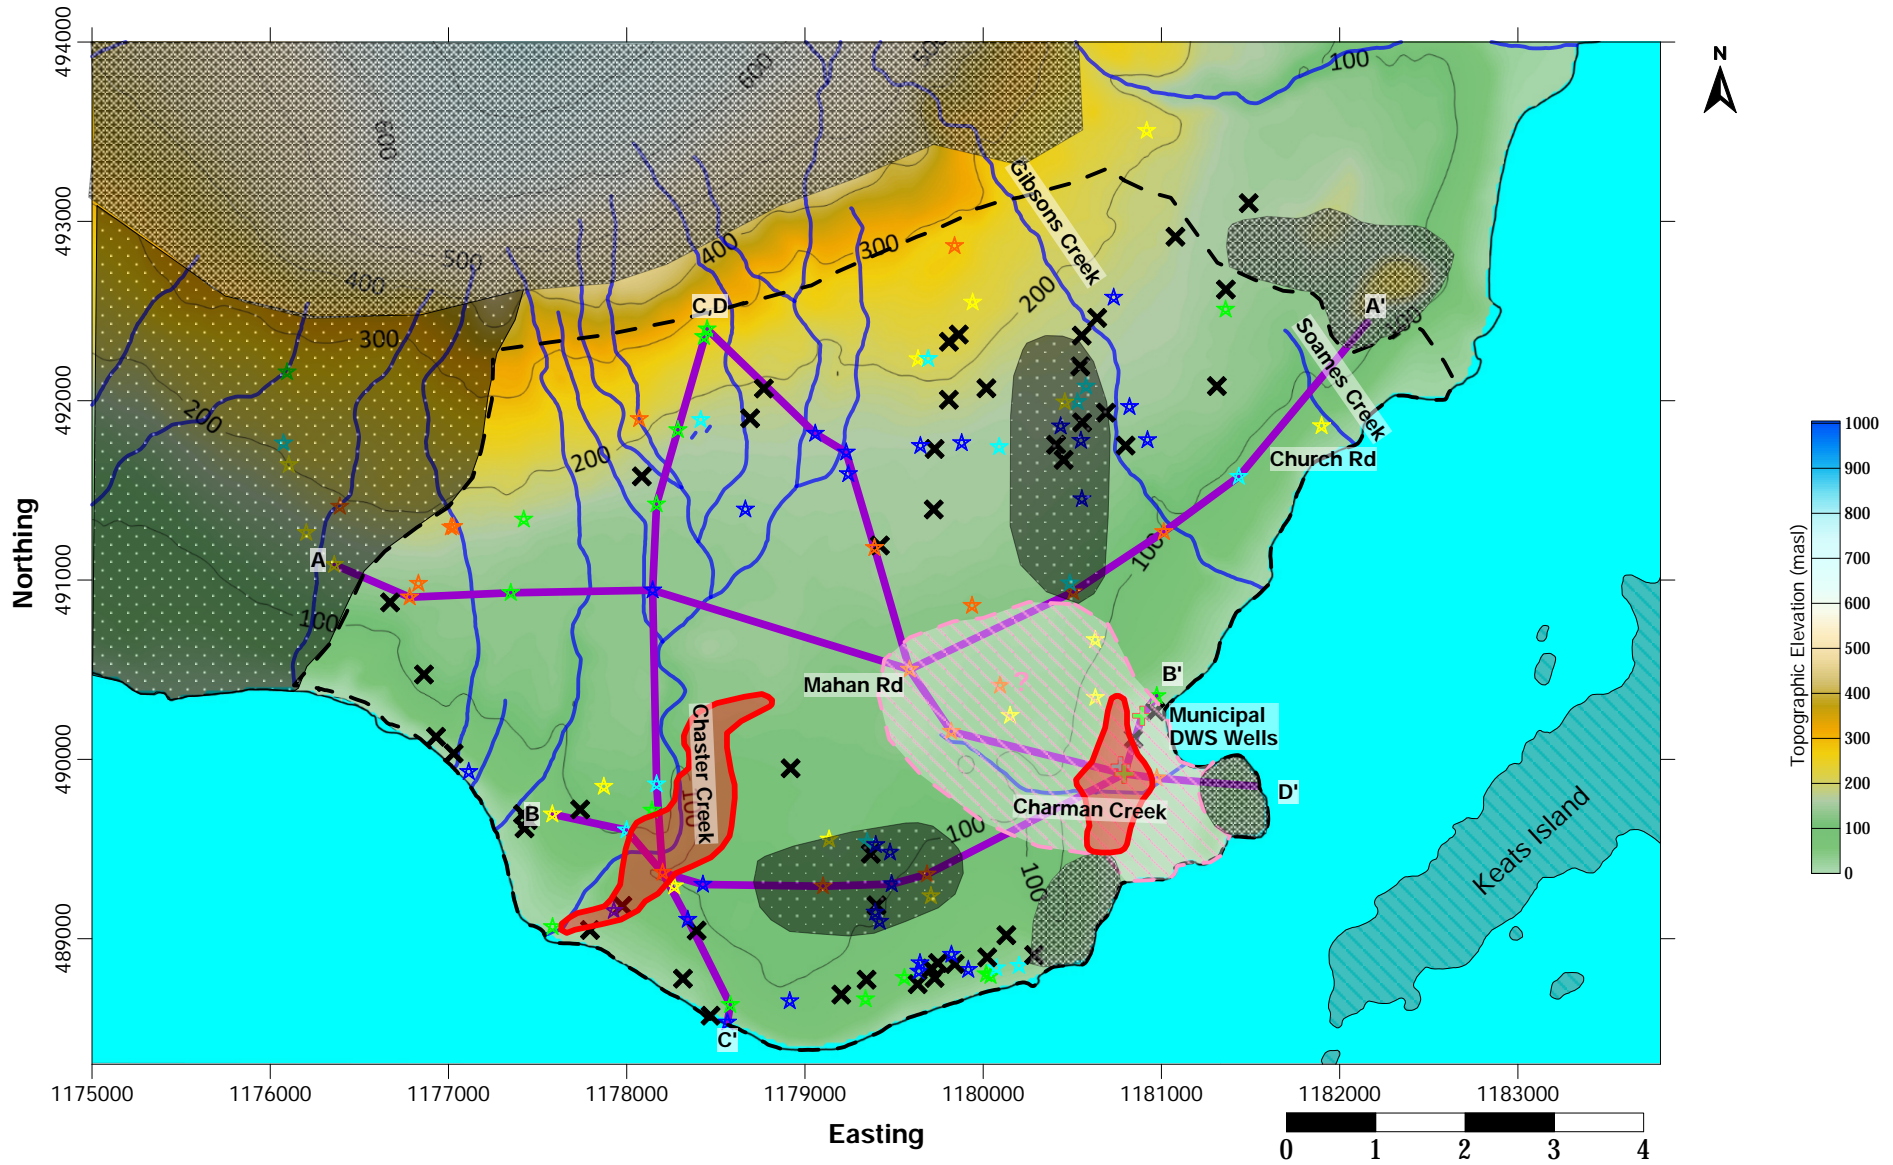 494000
493000
492000
491000
490000
489000
Northing
1175000
1176000
1177000
1178000
1179000
1180000
1181000
1182000
1183000
Easting
N
600
500
100
600
500
400
400
300
200
300
200
200
100
100
100
100
100
Gibsons Creek
Soames Creek
C,D
A'
A
Church Rd
Mahan Rd
?
B'
Municipal
DWS Wells
Chaster Creek
Charman Creek
D'
B
C'
Keats Island
Topographic Elevation (masl)
1000
900
800
700
600
500
400
300
200
100
0
0 1 2 3 4